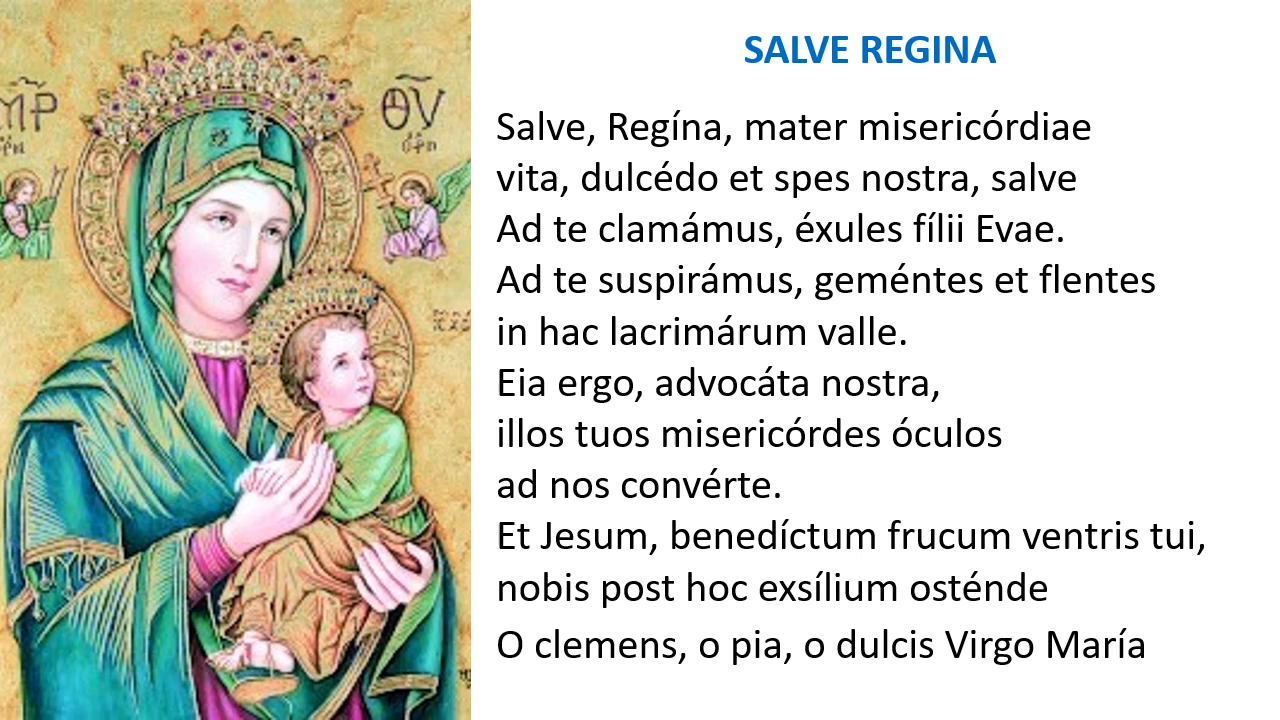 ΜΡ
ΘΥ
SALVE REGINA
Salve, Regína, mater misericórdiae
vita, dulcédo et spes nostra, salve
Ad te clamámus, éxules fílii Evae.
Ad te suspirámus, geméntes et flentes
in hac lacrimárum valle.
Eia ergo, advocáta nostra,
illos tuos misericórdes óculos
ad nos convérte.
Et Jesum, benedíctum frucum ventris tui,
nobis post hoc exsílium osténde
O clemens, o pia, o dulcis Virgo María